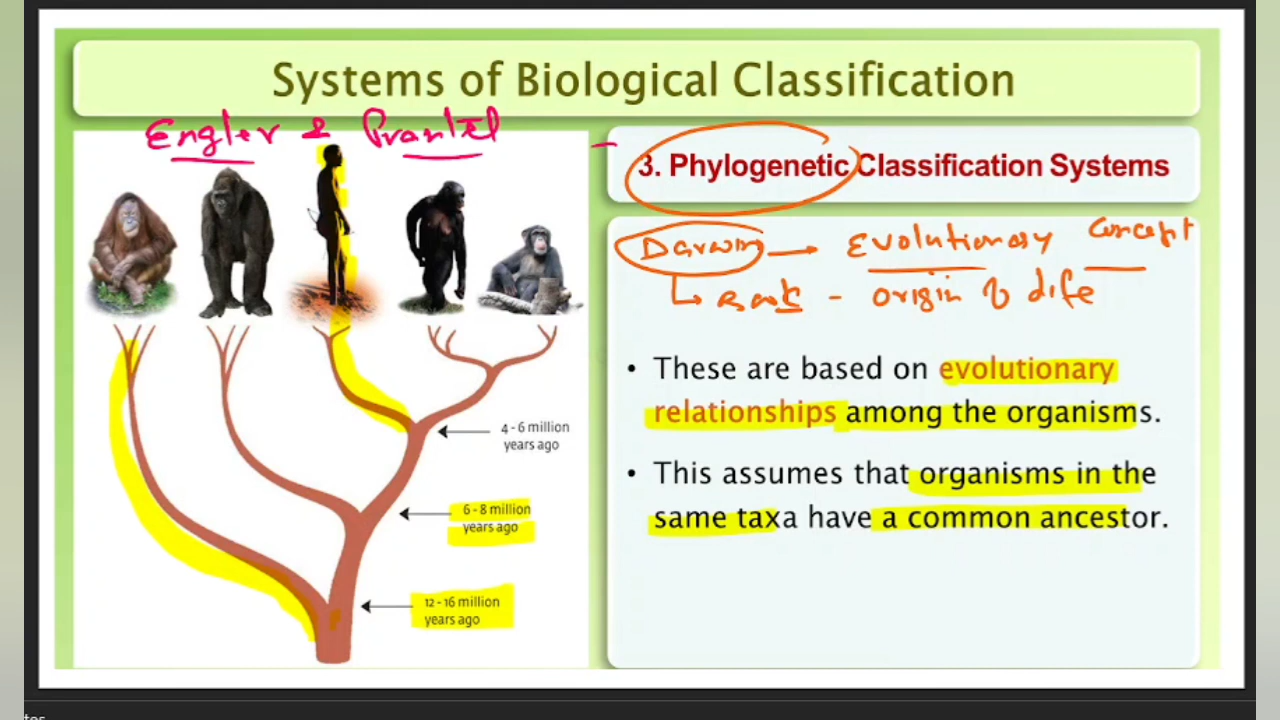 Systems of Biological Classification
Engler & Prantel
3. Phylogenetic Classification Systems
Darwin → Evolutionary concept
- origin of life
• These are based on evolutionary
relationships among the organisms.
• This assumes that organisms in the
same taxa have a common ancestor.
4 - 6 million
years ago
6 - 8 million
years ago
12 - 16 million
years ago